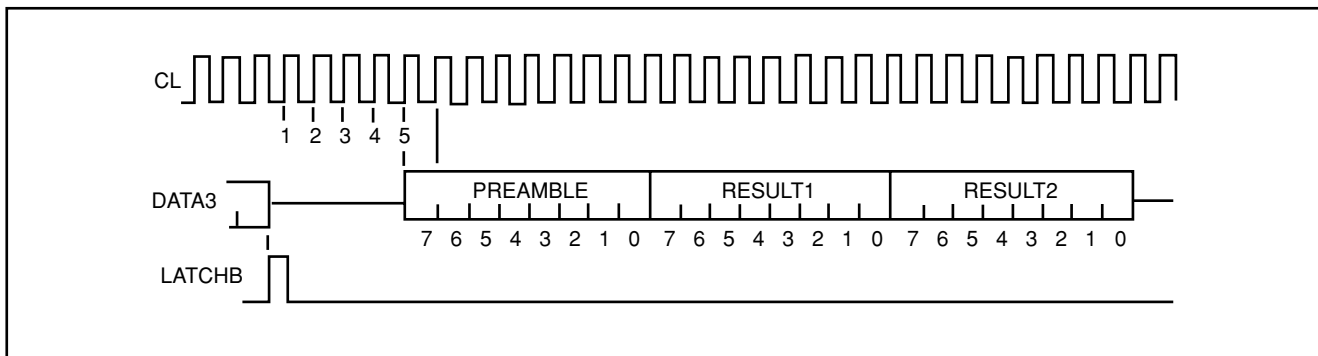 CL
1 2 3 4 5
DATA3 PREAMBLE RESULT1 RESULT2
7 6 5 4 3 2 1 0 7 6 5 4 3 2 1 0 7 6 5 4 3 2 1 0
LATCHB